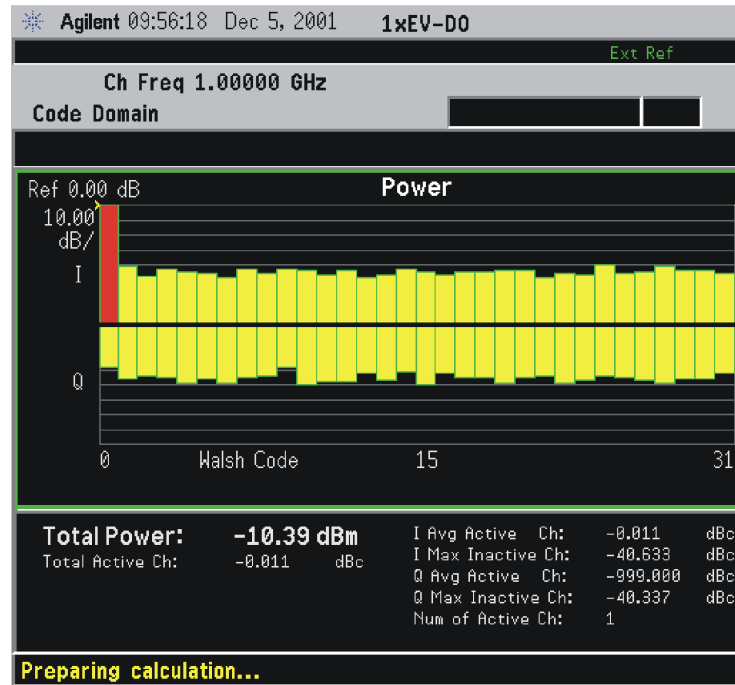 Agilent 09:56:18 Dec 5, 2001 1xEV-DO
Ext Ref
Ch Freq 1.00000 GHz
Code Domain
Ref 0.00 dB Power
10.00
dB/
I
Q
0 Walsh Code 15 31
Total Power: -10.39 dBm
Total Active Ch: -0.011 dBc
I Avg Active Ch: -0.011 dBc
I Max Inactive Ch: -40.633 dBc
Q Avg Active Ch: -999.000 dBc
Q Max Inactive Ch: -40.337 dBc
Num of Active Ch: 1
Preparing calculation...